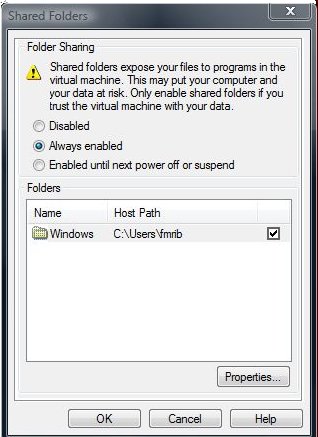 Shared Folders
Folder Sharing
Shared folders expose your files to programs in the
virtual machine. This may put your computer and
your data at risk. Only enable shared folders if you
trust the virtual machine with your data.
Disabled
Always enabled
Enabled until next power off or suspend
Folders
Name Host Path
Windows C:\Users\fmrib
Properties...
OK Cancel Help